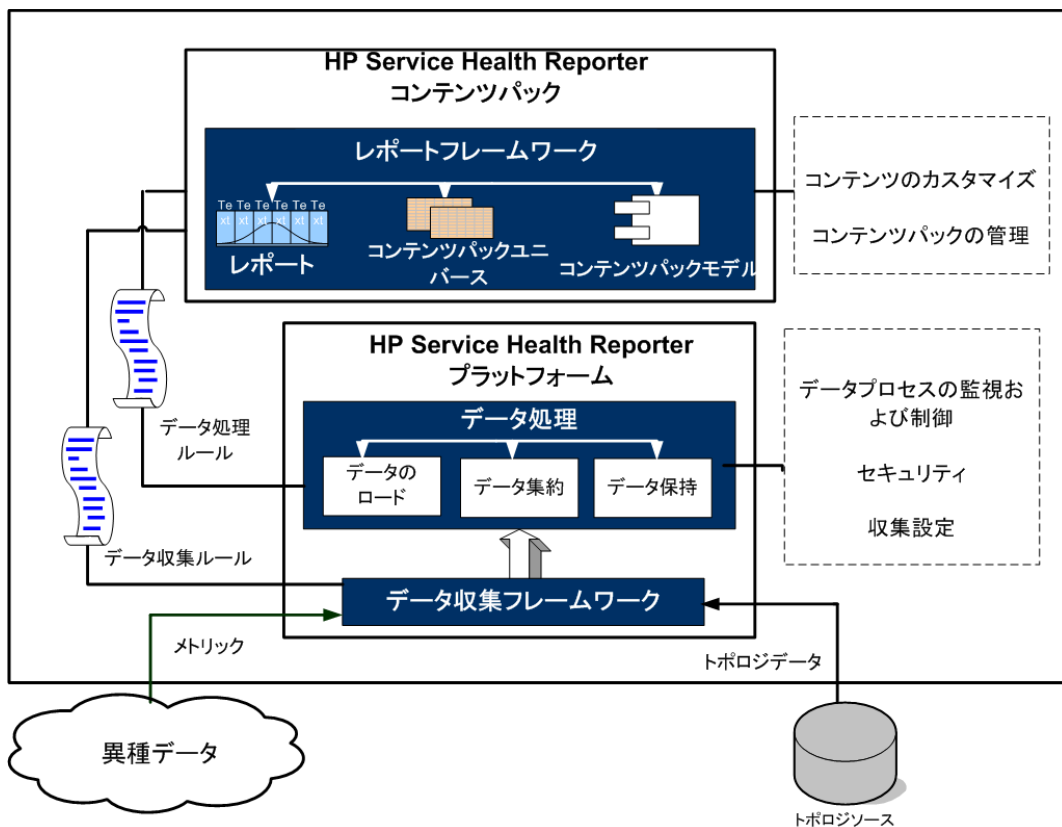 HP Service Health Reporter
コンテンツパック
レポートフレームワーク
Te Te Te Te Te Te
xt xt xt xt xt xt
レポート
コンテンツパックユニ
バース
コンテンツパックモデル
コンテンツのカスタマイズ
コンテンツパックの管理
HP Service Health Reporter
プラットフォーム
データ処理
データの
ロード
データ集約
データ保持
データプロセスの監視お
よび制御
セキュリティ
収集設定
データ処理
ルール
データ収集ルール
データ収集フレームワーク
メトリック
トポロジデータ
異種データ
トポロジソース